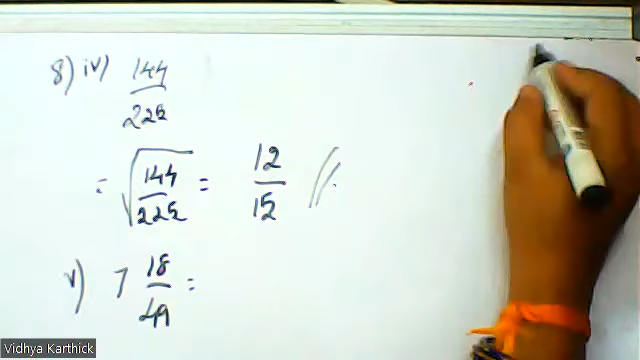 8) iv) 144/225
= √144/225 = 12/15 //
v) 7 18/49 =
Vidhya Karthick